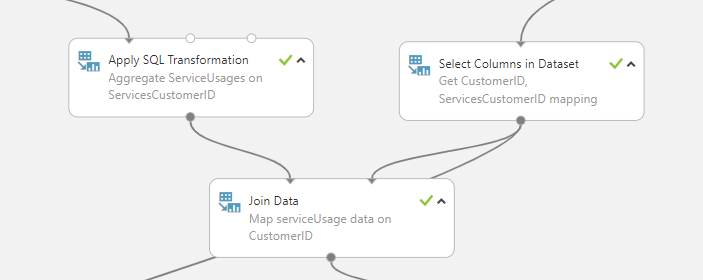 Apply SQL Transformation
Aggregate ServiceUsages on
ServicesCustomerID
Select Columns in Dataset
Get CustomerID,
ServicesCustomerID mapping
Join Data
Map serviceUsage data on
CustomerID